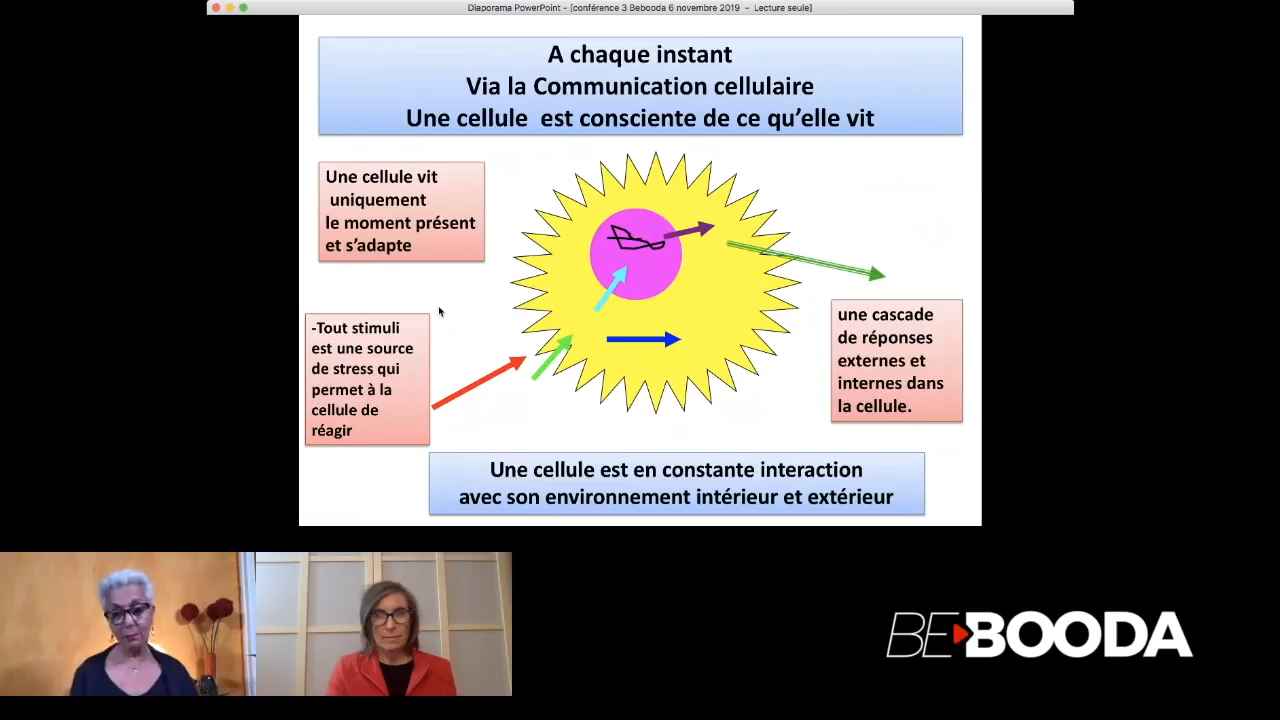 Diaporama PowerPoint - [conférence 3 Bebooda 6 novembre 2019 - Lecture seule]
A chaque instant
Via la Communication cellulaire
Une cellule est consciente de ce qu’elle vit
Une cellule vit
uniquement
le moment présent
et s’adapte
-Tout stimuli
est une source
de stress qui
permet à la
cellule de
réagir
une cascade
de réponses
externes et
internes dans
la cellule.
Une cellule est en constante interaction
avec son environnement intérieur et extérieur
BEBOODA